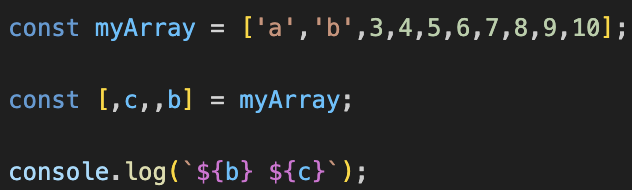 const myArray = ['a','b',3,4,5,6,7,8,9,10];
const [,c,,b] = myArray;
console.log(`${b} ${c}`);